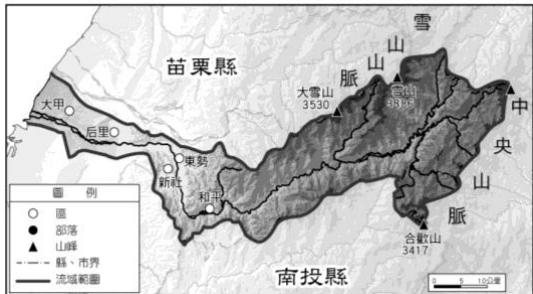 雪
山
山
脈
苗栗縣
大雪山
3530
雪山
3886
中
央
山
脈
大甲
后里
東勢
新社
和平
合歡山
3417
南投縣
圖 例
區
部落
山峰
縣、市界
流域範圍
0 5 10公里